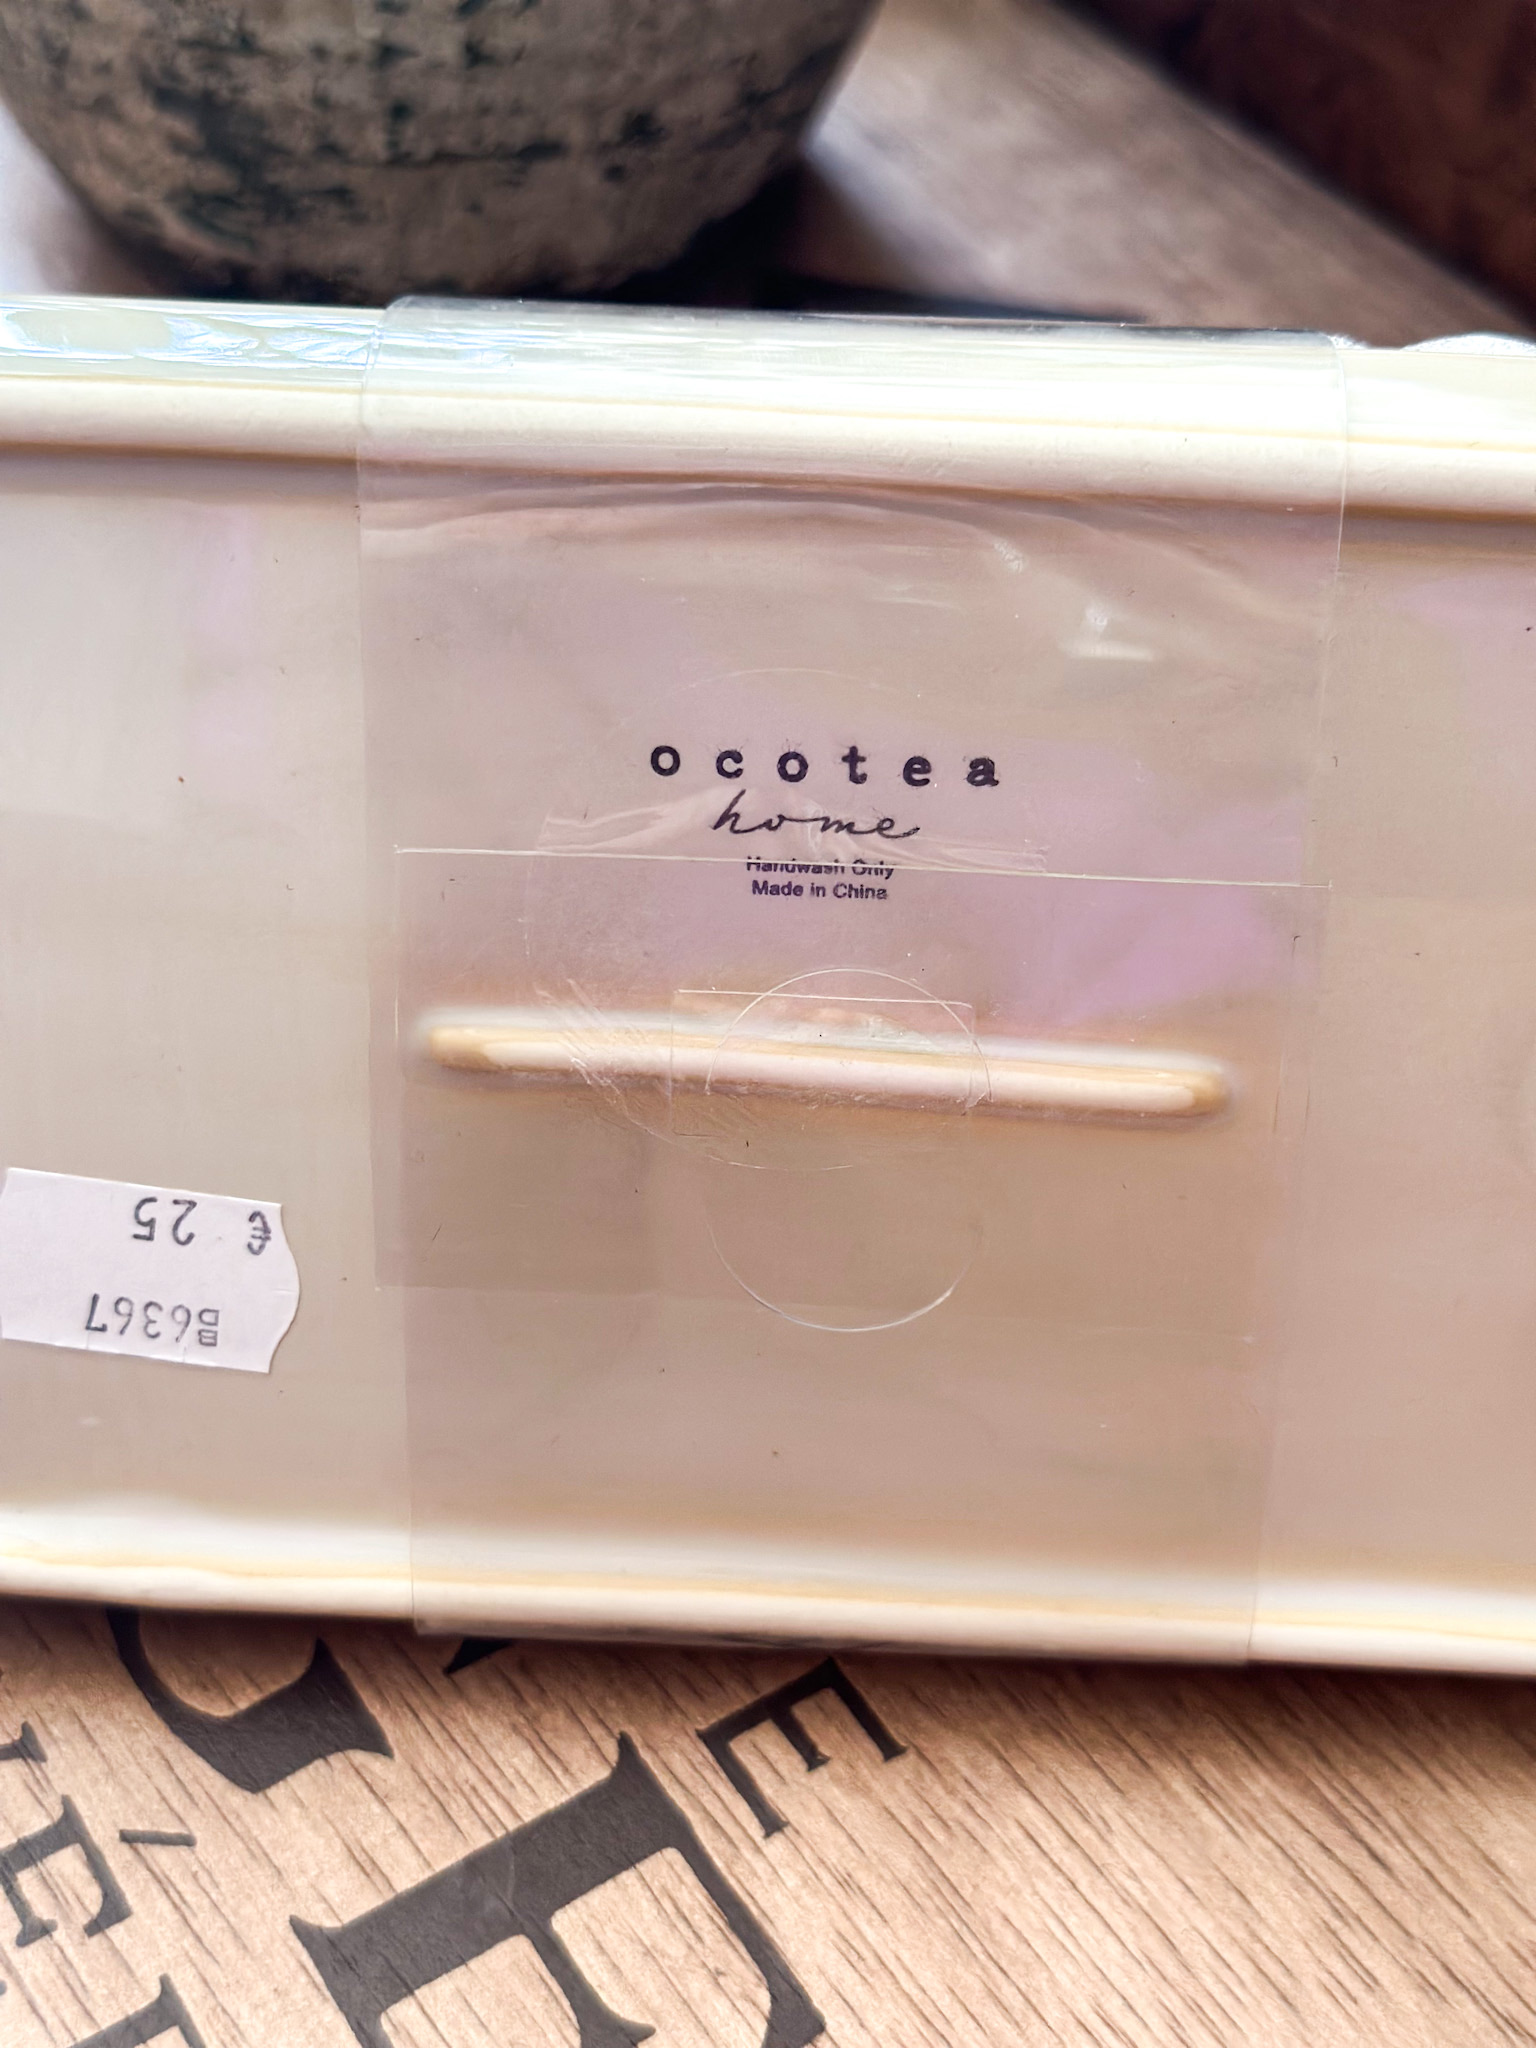 ocotea
home
Handwash Only
Made in China
€ 25
B6367
E